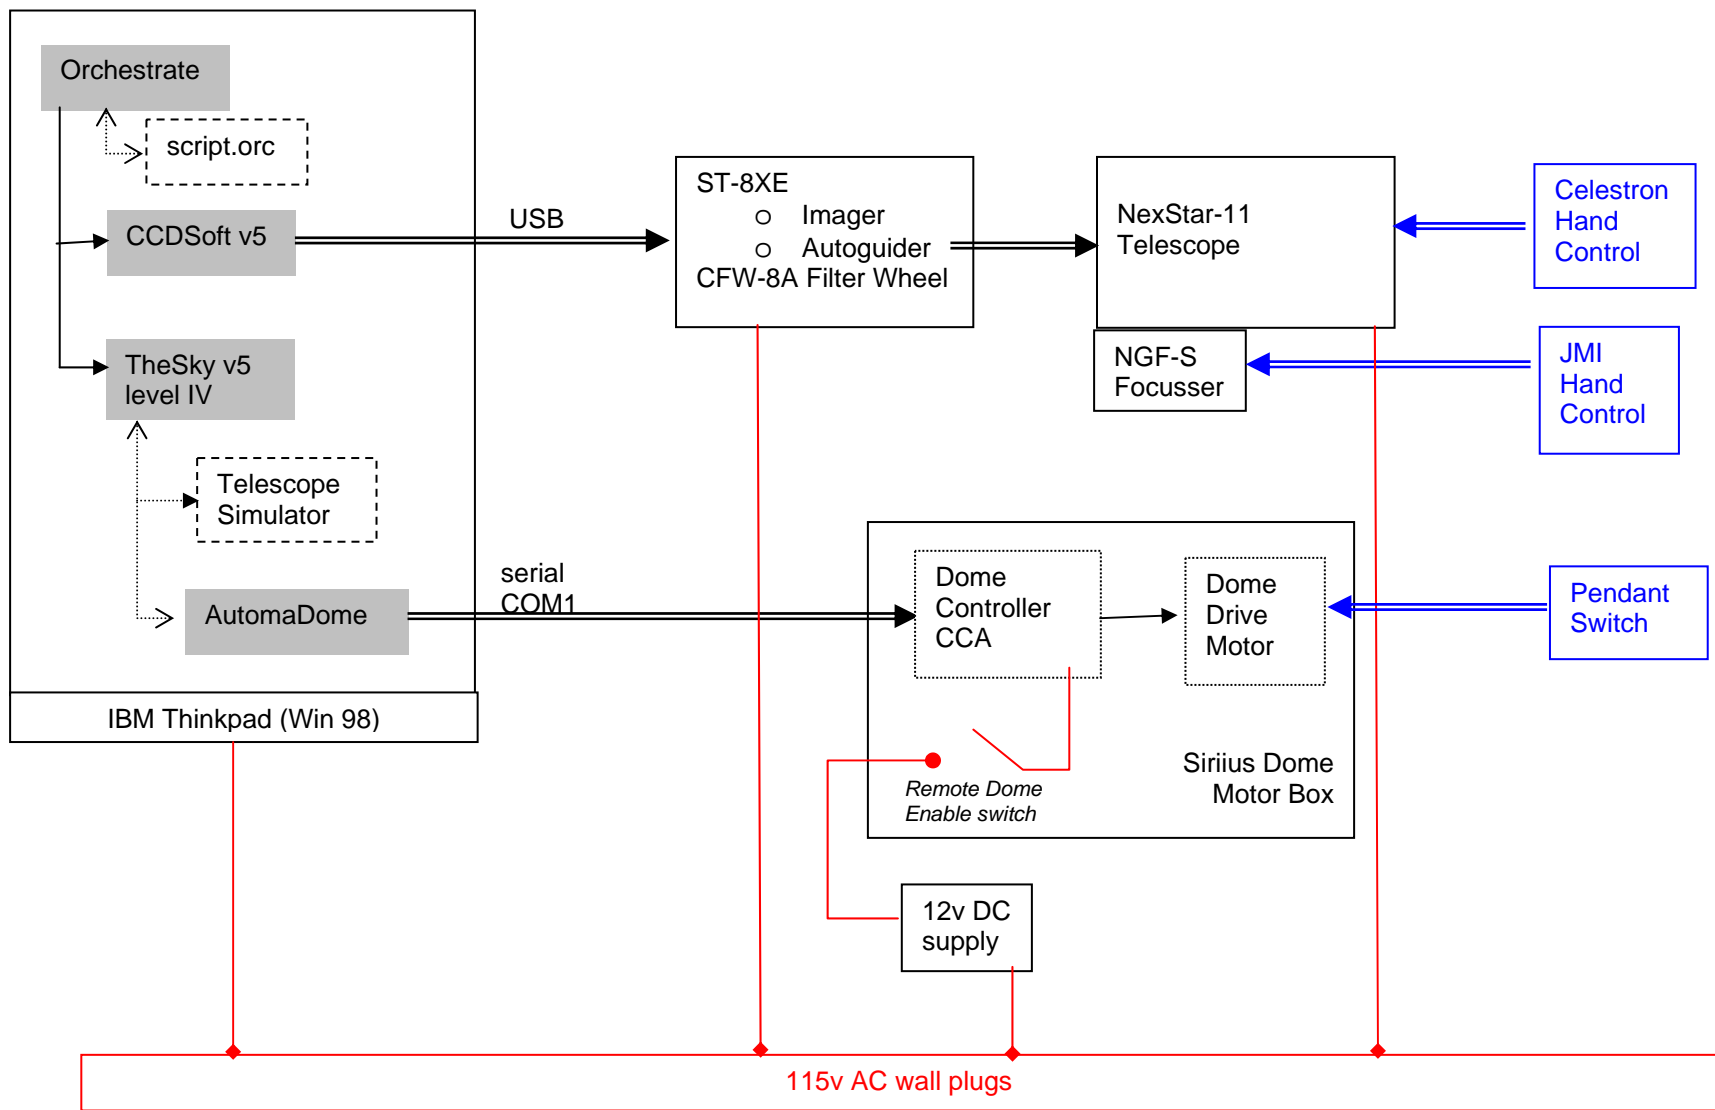 Orchestrate
script.orc
CCDSoft v5
TheSky v5
level IV
Telescope
Simulator
AutomaDome
IBM Thinkpad (Win 98)
USB
serial
COM1
ST-8XE
o Imager
o Autoguider
CFW-8A Filter Wheel
NexStar-11
Telescope
NGF-S
Focusser
Celestron
Hand
Control
JMI
Hand
Control
Dome
Controller
CCA
Dome
Drive
Motor
Pendant
Switch
Remote Dome
Enable switch
Siriius Dome
Motor Box
12v DC
supply
115v AC wall plugs